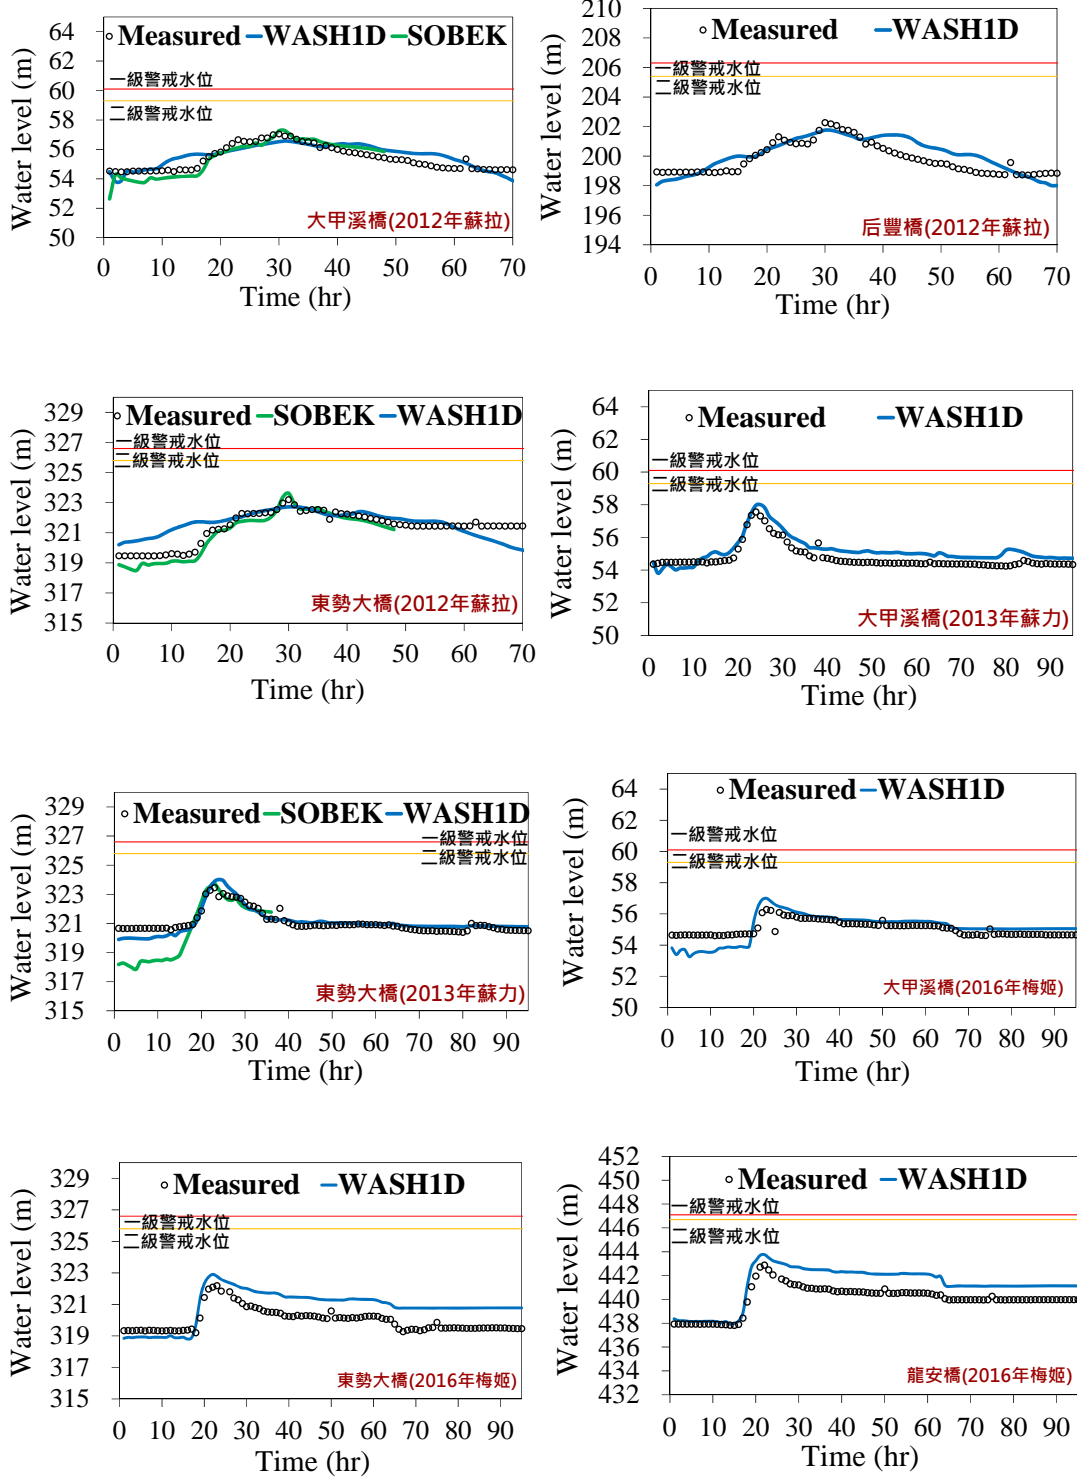 Water level (m)
64
62
60
58
56
54
52
50
Measured WASH1D SOBEK
一級警戒水位
二級警戒水位
大甲溪橋(2012年蘇拉)
0 10 20 30 40 50 60 70
Time (hr)
Water level (m)
210
208
206
204
202
200
198
196
194
Measured WASH1D
一級警戒水位
二級警戒水位
后豐橋(2012年蘇拉)
0 10 20 30 40 50 60 70
Time (hr)
Water level (m)
329
327
325
323
321
319
317
315
Measured SOBEK WASH1D
一級警戒水位
二級警戒水位
東勢大橋(2012年蘇拉)
0 10 20 30 40 50 60 70
Time (hr)
Water level (m)
64
62
60
58
56
54
52
50
Measured WASH1D
一級警戒水位
二級警戒水位
大甲溪橋(2013年蘇力)
0 10 20 30 40 50 60 70 80 90
Time (hr)
Water level (m)
329
327
325
323
321
319
317
315
Measured SOBEK WASH1D
一級警戒水位
二級警戒水位
東勢大橋(2013年蘇力)
0 10 20 30 40 50 60 70 80 90
Time (hr)
Water level (m)
64
62
60
58
56
54
52
50
Measured WASH1D
一級警戒水位
二級警戒水位
大甲溪橋(2016年梅姬)
0 10 20 30 40 50 60 70 80 90
Time (hr)
Water level (m)
329
327
325
323
321
319
317
315
Measured WASH1D
一級警戒水位
二級警戒水位
東勢大橋(2016年梅姬)
0 10 20 30 40 50 60 70 80 90
Time (hr)
Water level (m)
452
450
448
446
444
442
440
438
436
434
432
Measured WASH1D
一級警戒水位
二級警戒水位
龍安橋(2016年梅姬)
0 10 20 30 40 50 60 70 80 90
Time (hr)